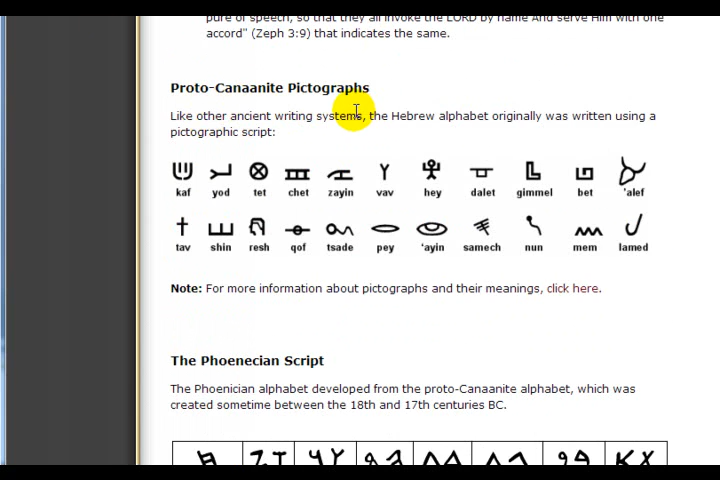 pure of speech, so that they all invoke the LORD by name And serve Him with one
accord" (Zeph 3:9) that indicates the same.
Proto-Canaanite Pictographs
Like other ancient writing systems, the Hebrew alphabet originally was written using a
pictographic script:
kaf yod tet chet zayin vav hey dalet gimmel bet 'alef
tav shin resh qof tsade pey 'ayin samech nun mem lamed
Note: For more information about pictographs and their meanings, click here.
The Phoenecian Script
The Phoenician alphabet developed from the proto-Canaanite alphabet, which was
created sometime between the 18th and 17th centuries BC.